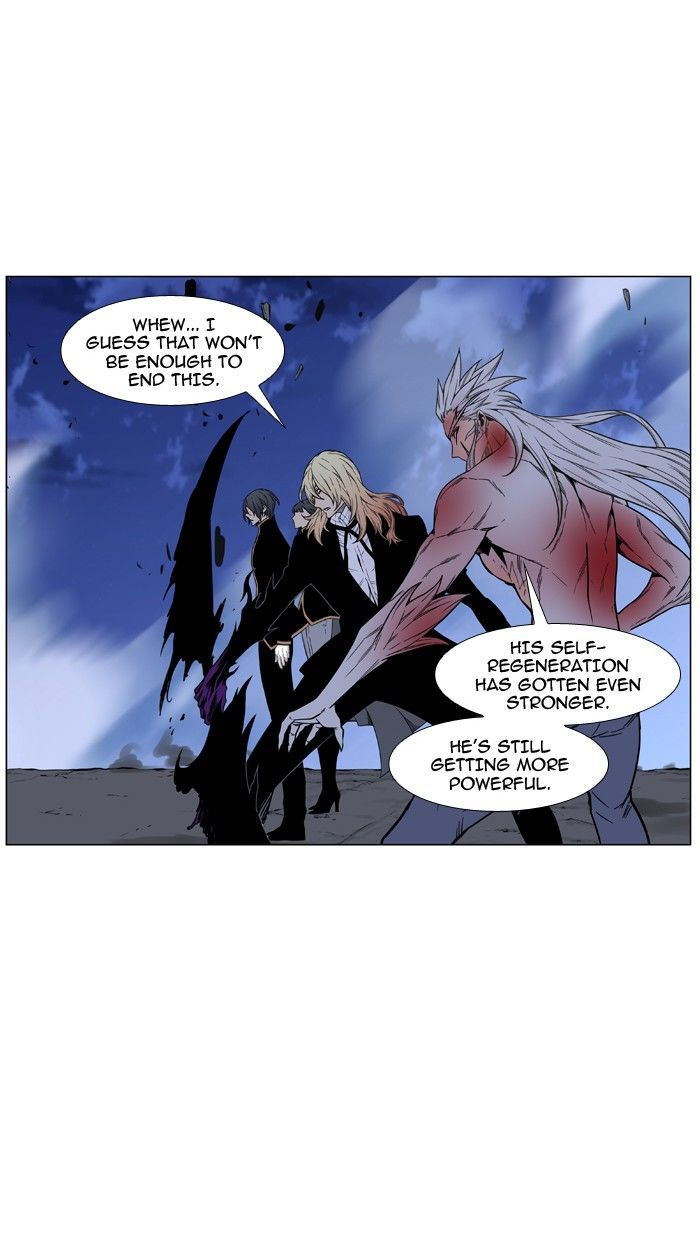 WHEW... I
GUESS THAT WON'T
BE ENOUGH TO
END THIS.
HIS SELF-
REGENERATION
HAS GOTTEN EVEN
STRONGER.
HE'S STILL
GETTING MORE
POWERFUL.